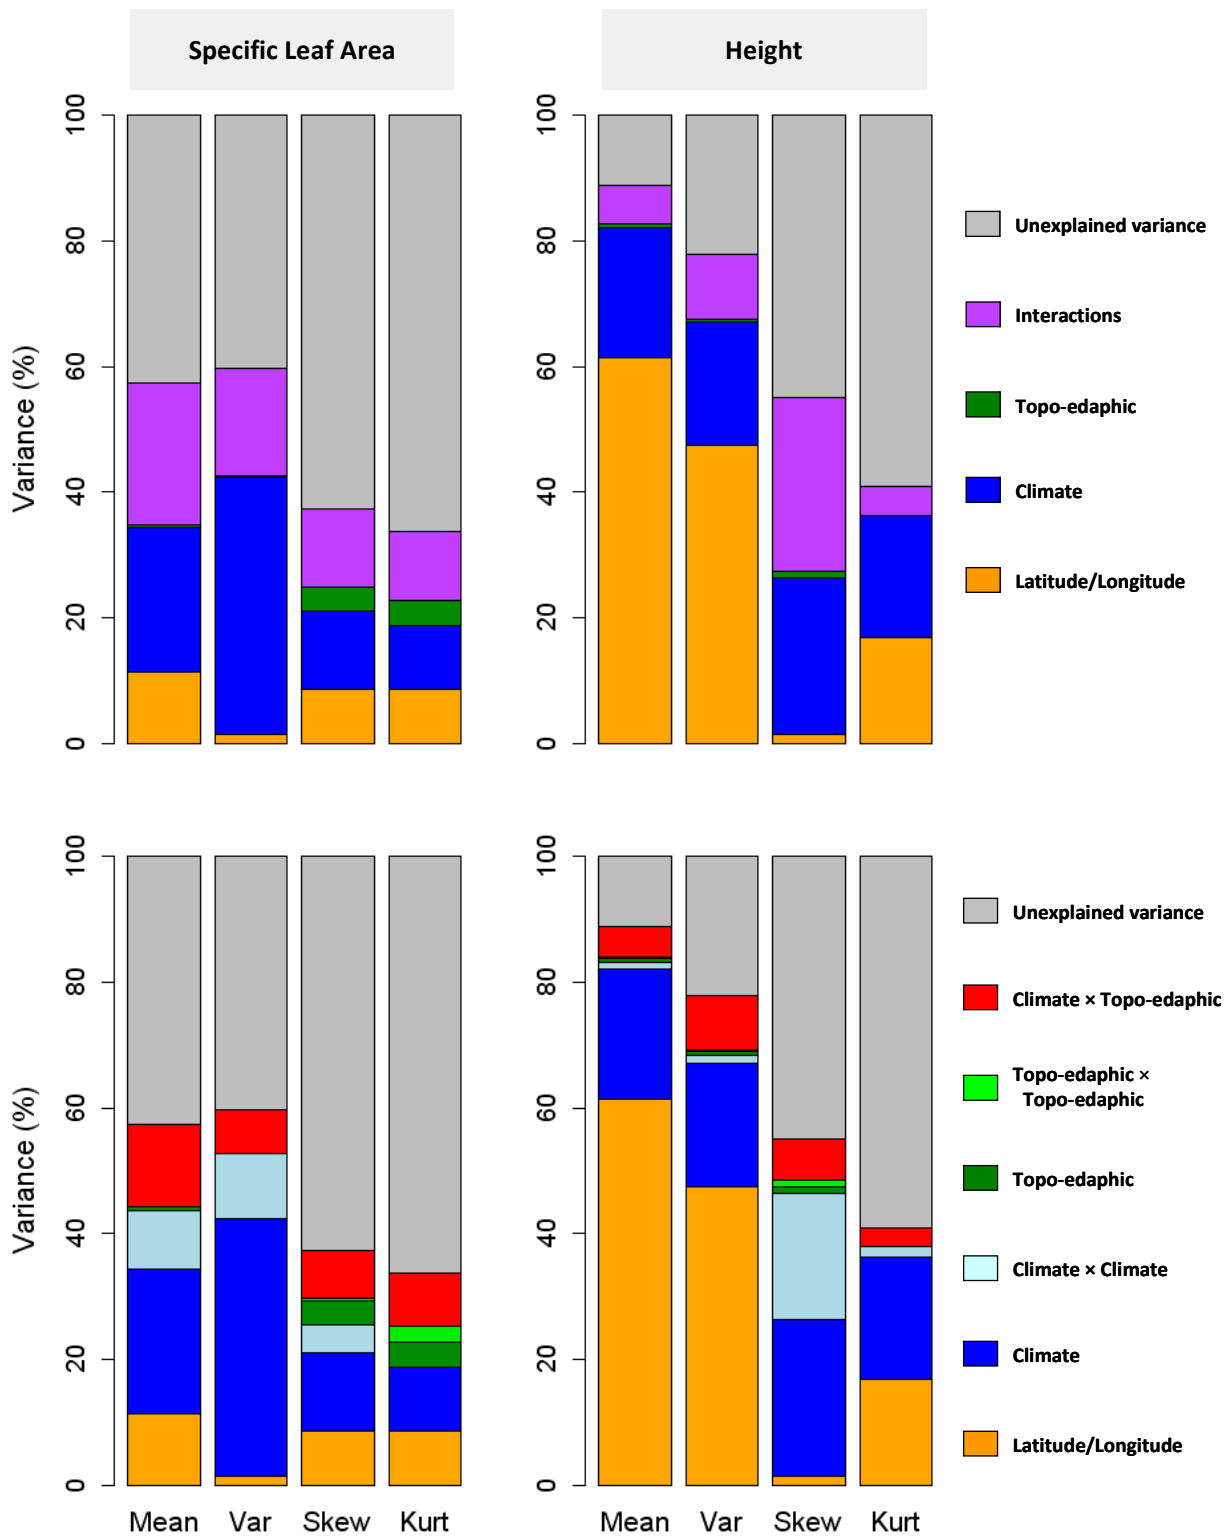 Specific Leaf Area
Height
Variance (%)
100
80
60
40
20
0
100
80
60
40
20
0
Unexplained variance
Interactions
Topo-edaphic
Climate
Latitude/Longitude
Variance (%)
100
80
60
40
20
0
Mean Var Skew Kurt
100
80
60
40
20
0
Mean Var Skew Kurt
Unexplained variance
Climate × Topo-edaphic
Topo-edaphic ×
Topo-edaphic
Topo-edaphic
Climate × Climate
Climate
Latitude/Longitude